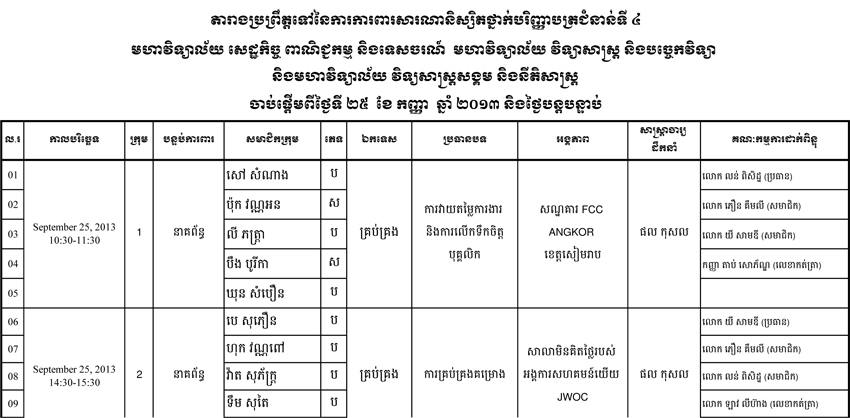 តារាងប្រព្រឹត្តទៅនៃការការពារសារណានិស្សិតថ្នាក់បរិញ្ញាបត្រជំនាន់ទី ៤
មហាវិទ្យាល័យ សេដ្ឋកិច្ច ពាណិជ្ជកម្ម និងទេសចរណ៍ មហាវិទ្យាល័យ វិទ្យាសាស្ត្រ និងបច្ចេកវិទ្យា
និងមហាវិទ្យាល័យ វិទ្យាសាស្ត្រសង្គម និងនីតិសាស្ត្រ
ចាប់ផ្តើមពីថ្ងៃទី ២៥ ខែ កញ្ញា ឆ្នាំ ២០១៣ និងថ្ងៃបន្តបន្ទាប់
ល.រ កាលបរិច្ឆេទ ក្រុម បន្ទប់ការពារ សមាជិកក្រុម ភេទ ឯកទេស ប្រធានបទ អង្គភាព សាស្ត្រាចារ្យ ដឹកនាំ គណៈកម្មការដាក់ពិន្ទុ
01 September 25, 2013 10:30-11:30 1 នាគព័ន្ធ សៅ សំណាង ប គ្រប់គ្រង ការវាយតម្លៃការងារ និងការលើកទឹកចិត្ត បុគ្គលិក សណ្ឋាគារ FCC ANGKOR ខេត្តសៀមរាប ផល កុសល លោក លន់ ពិសិដ្ឋ (ប្រធាន)
02 ប៉ុក វណ្ណអន ស លោក ភឿន គឹមលី (សមាជិក)
03 លី ភត្ត្រា ប លោក យី សាមឌី (សមាជិក)
04 បឹង បូរីកា ស កញ្ញា តាប់ សោភ័ណ្ឌ (លេខាកត់ត្រា)
05 ឃុន សំបឿន ប
06 September 25, 2013 14:30-15:30 2 នាគព័ន្ធ បេ សុភឿន ប គ្រប់គ្រង ការគ្រប់គ្រងគម្រោង សាលាមិនគិតថ្លៃរបស់ អង្គការសហគមន៍យើយ JWOC ផល កុសល លោក យី សាមឌី (ប្រធាន)
07 ហុក វណ្ណពៅ ប លោក ភឿន គឹមលី (សមាជិក)
08 វ៉ាត សុភ័ក្ត្រ ប លោក លន់ ពិសិដ្ឋ (សមាជិក)
09 ទឹម សុតៃ ប លោក ឡាវ លីហ៊ាង (លេខាកត់ត្រា)